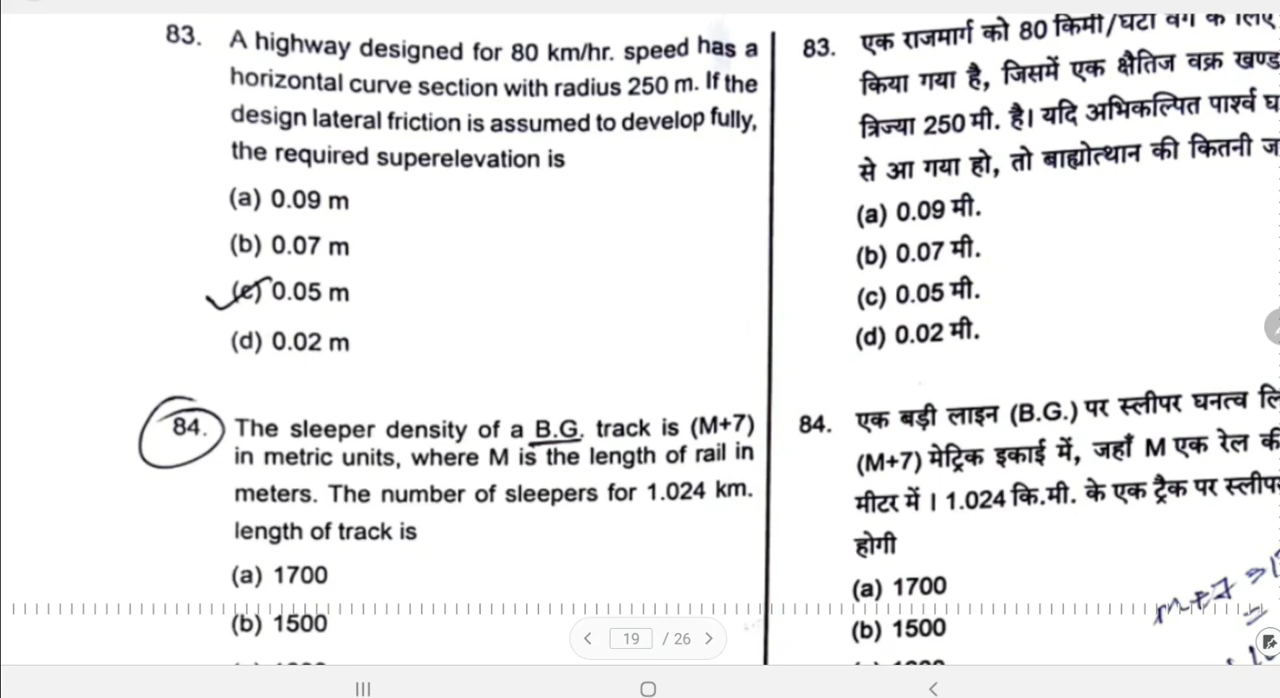 83. A highway designed for 80 km/hr. speed has a
horizontal curve section with radius 250 m. If the
design lateral friction is assumed to develop fully,
the required superelevation is
(a) 0.09 m
(b) 0.07 m
(c) 0.05 m
(d) 0.02 m
84. The sleeper density of a B.G. track is (M+7)
in metric units, where M is the length of rail in
meters. The number of sleepers for 1.024 km.
length of track is
(a) 1700
(b) 1500
83. एक राजमार्ग को 80 किमी/घंटा वेग के लिए
किया गया है, जिसमें एक क्षैतिज वक्र खण्ड
त्रिज्या 250 मी. है। यदि अभिकल्पित पार्श्व घ
से आ गया हो, तो बाह्योत्थान की कितनी ज
(a) 0.09 मी.
(b) 0.07 मी.
(c) 0.05 मी.
(d) 0.02 मी.
84. एक बड़ी लाइन (B.G.) पर स्लीपर घनत्व लि
(M+7) मेट्रिक इकाई में, जहाँ M एक रेल की
मीटर में । 1.024 कि.मी. के एक ट्रैक पर स्लीप
होगी
(a) 1700
(b) 1500
m+7
19 / 26